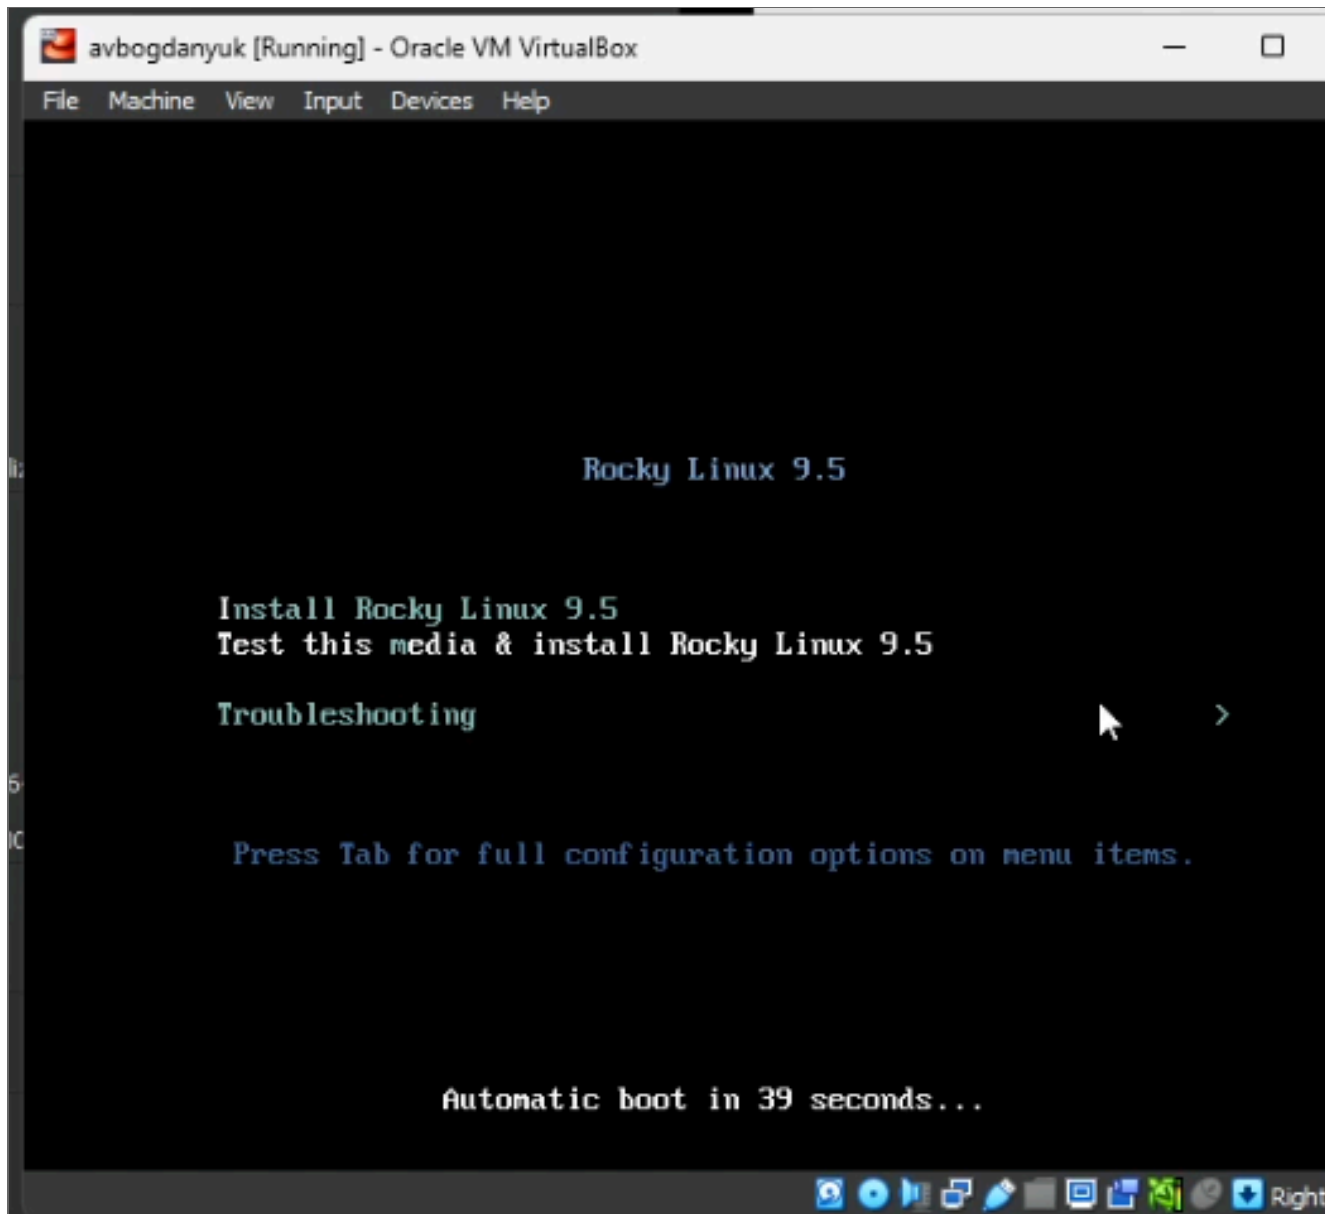 avbogdanyuk [Running] - Oracle VM VirtualBox
File Machine View Input Devices Help
Rocky Linux 9.5
Install Rocky Linux 9.5
Test this media & install Rocky Linux 9.5
Troubleshooting >
Press Tab for full configuration options on menu items.
Automatic boot in 39 seconds...
Right